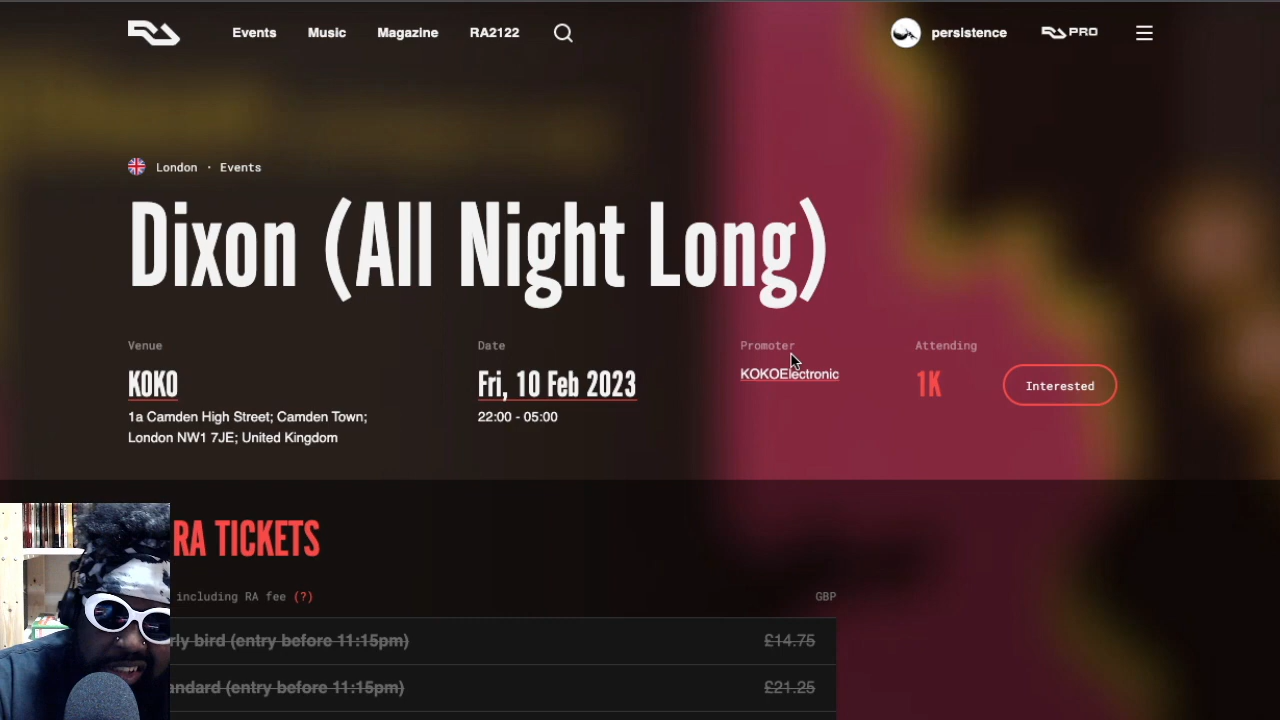 Events Music Magazine RA2122 persistence PRO
London · Events
Dixon (All Night Long)
Venue Date Promoter Attending
KOKO Fri, 10 Feb 2023 KOKOElectronic 1K Interested
1a Camden High Street; Camden Town; 22:00 - 05:00
London NW1 7JE; United Kingdom
RA TICKETS
including RA fee (?) GBP
rly bird (entry before 11:15pm) £14.75
andard (entry before 11:15pm) £21.25